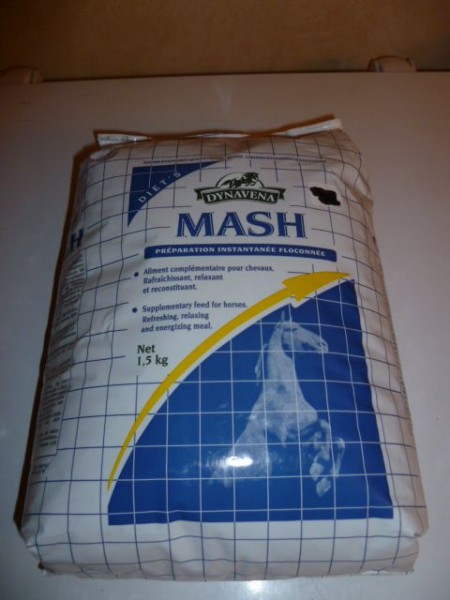 DIET'S
DYNAVENA
MASH
PRÉPARATION INSTANTANÉE FLOCONNÉE
• Aliment complémentaire pour chevaux.
Rafraîchissant, relaxant
et reconstituant.
• Supplementary feed for horses.
Refreshing, relaxing
and energizing meal.
Net
1,5 kg
H